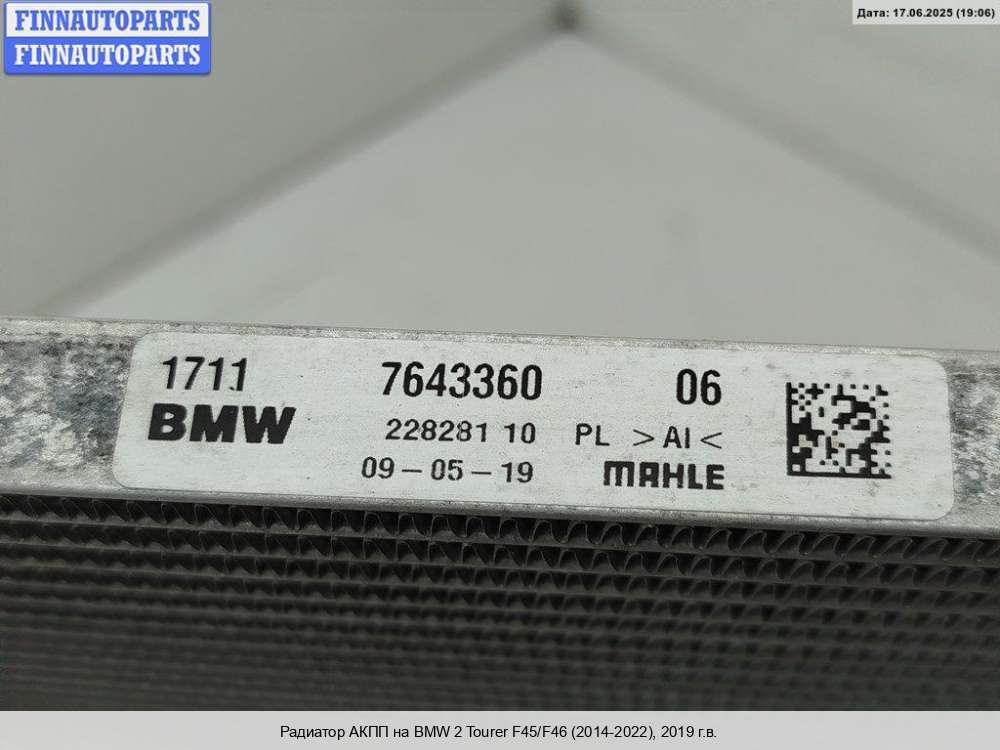 FINNAUTOPARTS
FINNAUTOPARTS
Дата: 17.06.2025 (19:06)
1711 7643360 06
BMW 228281 10 PL >Al<
09-05-19 MAHLE
Радиатор АКПП на BMW 2 Tourer F45/F46 (2014-2022), 2019 г.в.